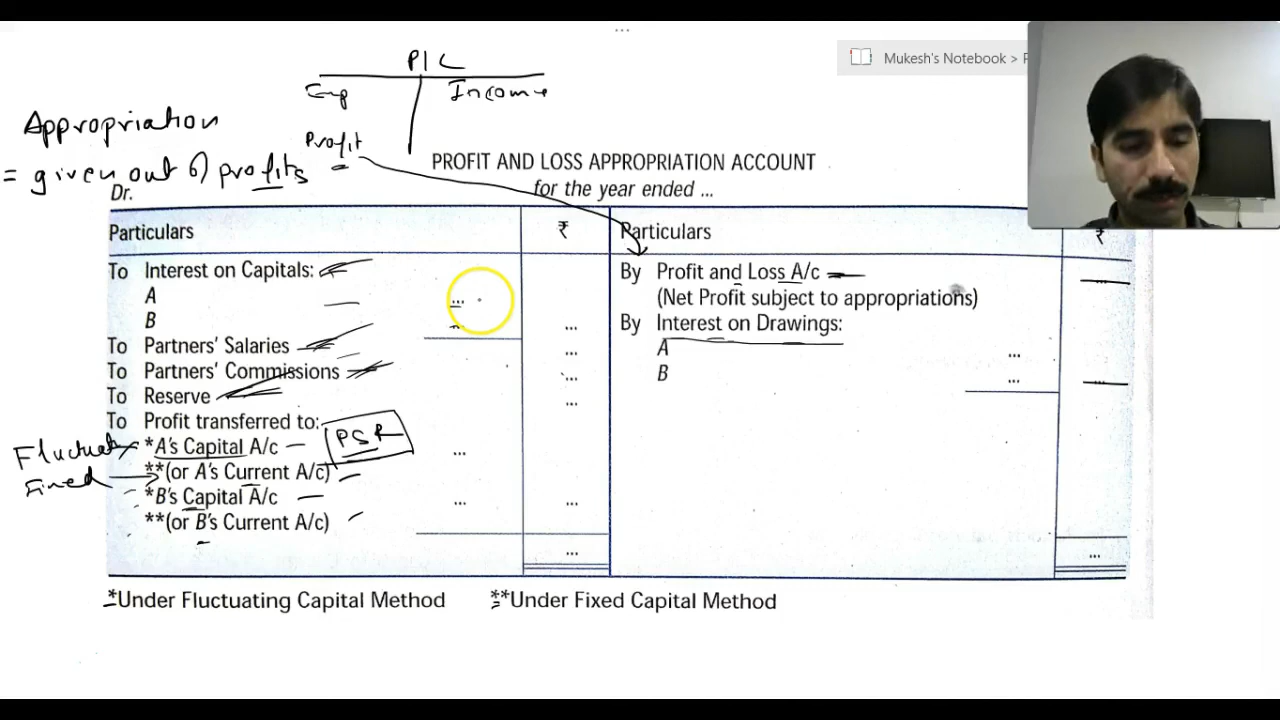 ...
Mukesh's Notebook >
P/L
Exp Income
Appropriation
Profit
= given out of profits
PROFIT AND LOSS APPROPRIATION ACCOUNT
for the year ended ...
Dr.
Particulars ₹ Particulars ₹
To Interest on Capitals: By Profit and Loss A/c ...
A ... (Net Profit subject to appropriations)
B ... ... By Interest on Drawings:
To Partners' Salaries ... A ...
To Partners' Commissions ... B ... ...
To Reserve ...
To Profit transferred to:
Fluctuat *A's Capital A/c ... PSR
Fixed **(or A's Current A/c)
*B's Capital A/c ... ...
**(or B's Current A/c)
... ...
*Under Fluctuating Capital Method **Under Fixed Capital Method